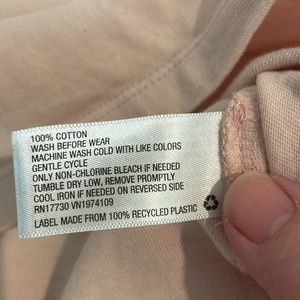 100% COTTON
WASH BEFORE WEAR
MACHINE WASH COLD WITH LIKE COLORS
GENTLE CYCLE
ONLY NON-CHLORINE BLEACH IF NEEDED
TUMBLE DRY LOW, REMOVE PROMPTLY
COOL IRON IF NEEDED ON REVERSED SIDE
RN17730 VN1974109
LABEL MADE FROM 100% RECYCLED PLASTIC